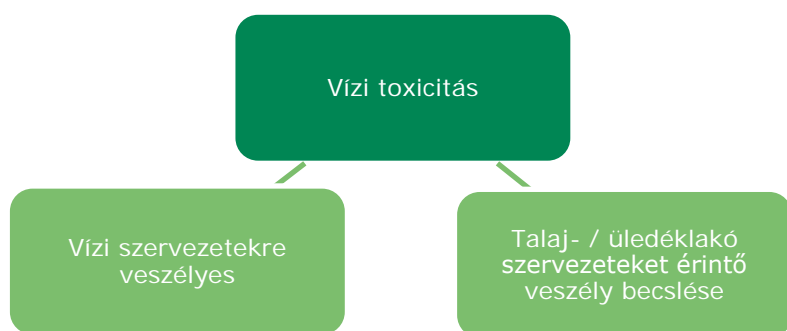 Vízi toxicitás
Vízi szervezetekre
veszélyes
Talaj- / üledéklakó
szervezeteket érintő
veszély becslése